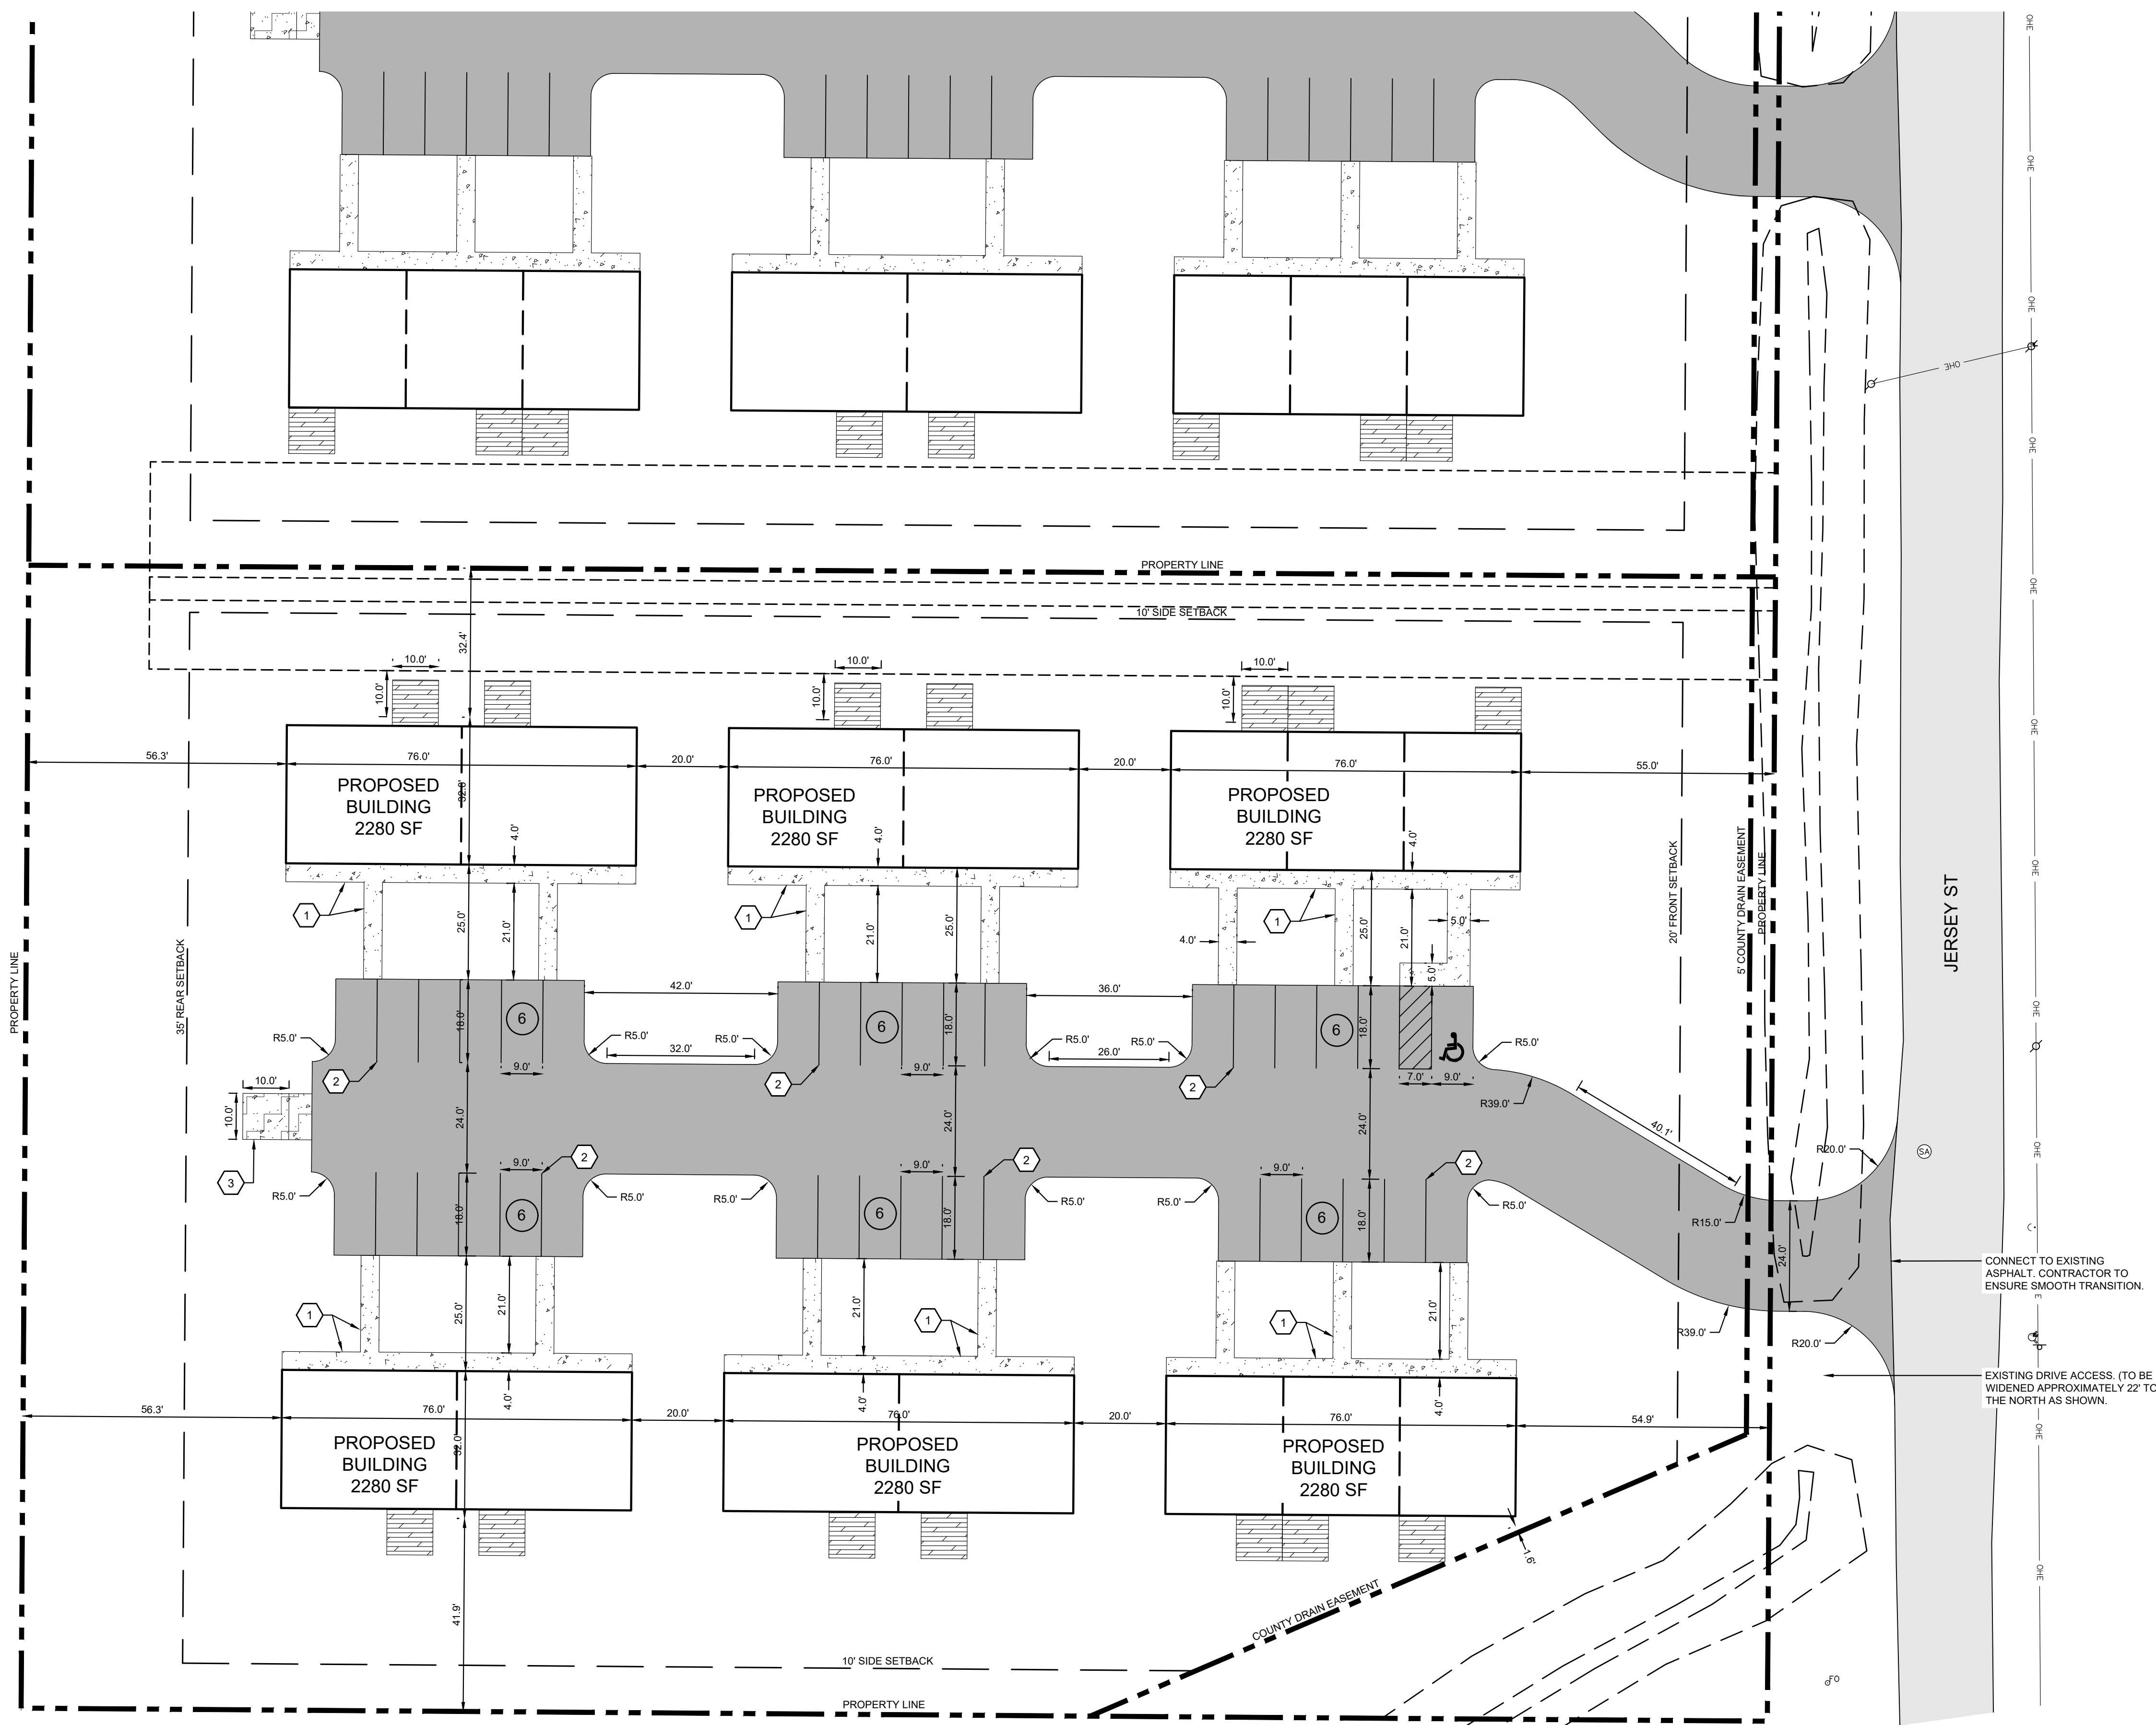 OHE
OHE
OHE
OHE
OHE
OHE
PROPERTY LINE
10' SIDE SETBACK
32.4'
10.0'
10.0'
10.0'
10.0'
10.0'
10.0'
OHE
56.3'
76.0'
20.0'
76.0'
20.0'
76.0'
55.0'
PROPOSED
BUILDING
2280 SF
PROPOSED
BUILDING
2280 SF
PROPOSED
BUILDING
2280 SF
32.0'
4.0'
4.0'
4.0'
5' COUNTY DRAIN EASEMENT
PROPERTY LINE
20' FRONT SETBACK
JERSEY ST
OHE
1
1
1
25.0'
21.0'
21.0'
25.0'
4.0'
25.0'
21.0'
5.0'
5.0'
PROPERTY LINE
35' REAR SETBACK
42.0'
36.0'
6
6
6
18.0'
18.0'
18.0'
R5.0'
R5.0'
32.0'
R5.0'
R5.0'
26.0'
R5.0'
R5.0'
OHE
2
2
2
9.0'
9.0'
7.0'
9.0'
R39.0'
10.0'
10.0'
24.0'
24.0'
24.0'
40.1'
R20.0'
SA
OHE
3
9.0'
2
9.0'
2
9.0'
2
R5.0'
R5.0'
R5.0'
R5.0'
R5.0'
R5.0'
18.0'
6
6
18.0'
6
18.0'
R15.0'
24.0'
CONNECT TO EXISTING
ASPHALT. CONTRACTOR TO
ENSURE SMOOTH TRANSITION.
E
1
25.0'
21.0'
21.0'
1
1
21.0'
R39.0'
R20.0'
EXISTING DRIVE ACCESS. (TO BE
WIDENED APPROXIMATELY 22' TO
THE NORTH AS SHOWN.
4.0'
4.0'
4.0'
56.3'
76.0'
20.0'
76.0'
20.0'
76.0'
54.9'
OHE
PROPOSED
BUILDING
2280 SF
32.0'
PROPOSED
BUILDING
2280 SF
PROPOSED
BUILDING
2280 SF
1.6'
OHE
41.9'
COUNTY DRAIN EASEMENT
10' SIDE SETBACK
FO
PROPERTY LINE